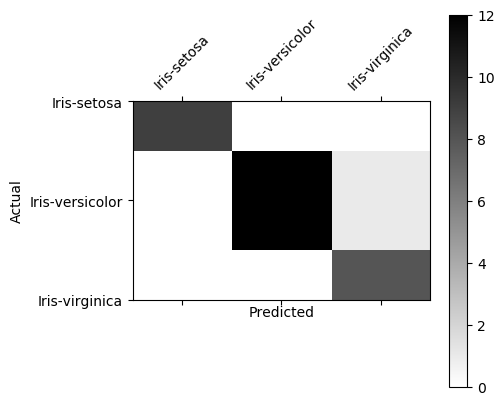 Iris-setosa
Iris-versicolor
Iris-virginica
12
10
8
6
4
2
0
Iris-setosa
Iris-versicolor
Iris-virginica
Actual
Predicted